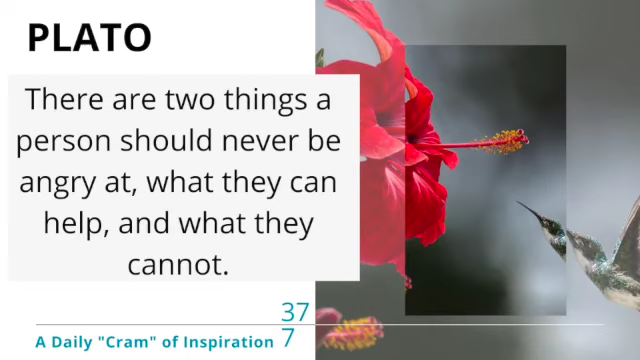 PLATO
There are two things a
person should never be
angry at, what they can
help, and what they
cannot.
37
A Daily "Cram" of Inspiration 7